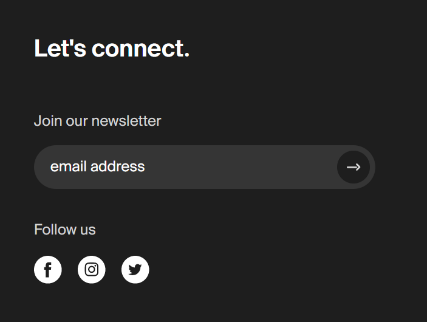 Let's connect.
Join our newsletter
email address
Follow us